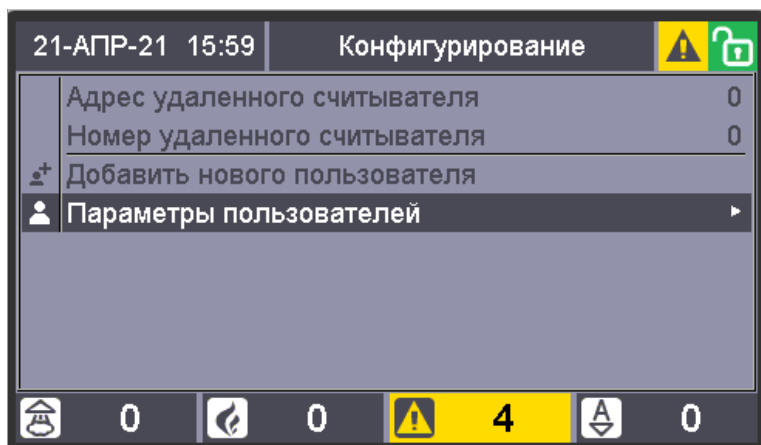 21-АПР-21 15:59 Конфигурирование
Адрес удаленного считывателя 0
Номер удаленного считывателя 0
Добавить нового пользователя
Параметры пользователей
0 0 4 A 0